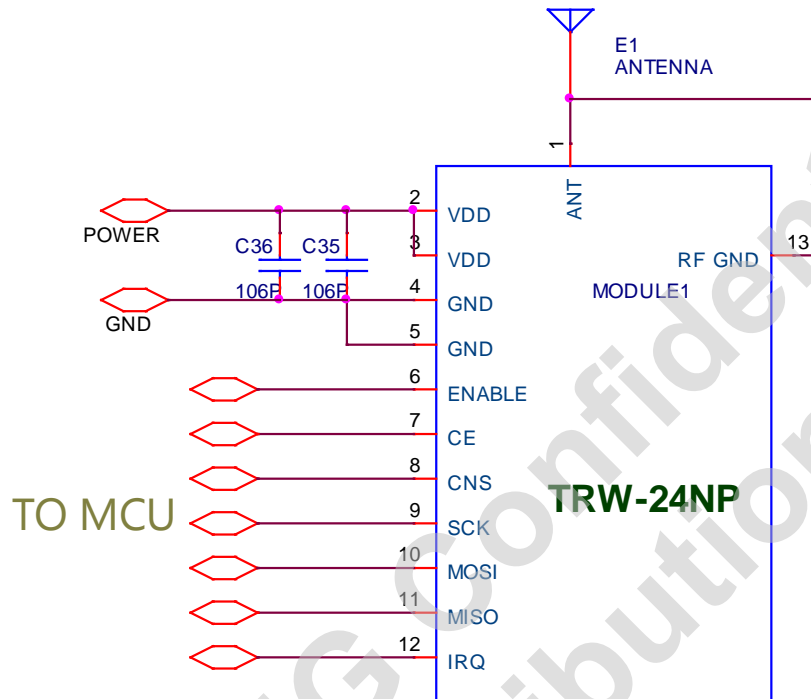 E1
ANTENNA
1
ANT
POWER
2
VDD
C36
C35
3
VDD
RF GND
13
106P
106P
4
GND
MODULE1
GND
5
GND
6
ENABLE
7
CE
8
CNS
TRW-24NP
TO MCU
9
SCK
10
MOSI
11
MISO
12
IRQ